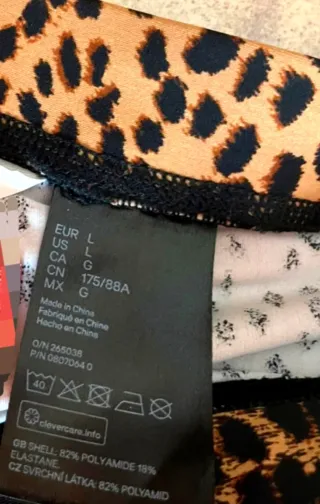 EUR L
US L
CA G
CN 175/88A
MX G
Made in China
Fabriqué en Chine
Hecho en Chine
O/N 265038
P/N 0807064 0
40
clevercare.info
GB SHELL: 82% POLYAMIDE 18%
ELASTANE.
CZ SVRCHNÍ LÁTKA: 82% POLYAMID